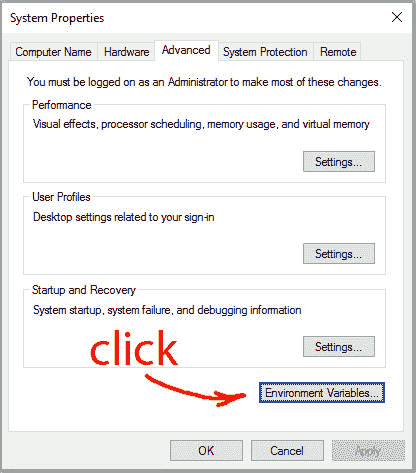 System Properties
Computer Name Hardware Advanced System Protection Remote
You must be logged on as an Administrator to make most of these changes.
Performance
Visual effects, processor scheduling, memory usage, and virtual memory
Settings...
User Profiles
Desktop settings related to your sign-in
Settings...
Startup and Recovery
System startup, system failure, and debugging information
Settings...
click
Environment Variables...
OK Cancel Apply